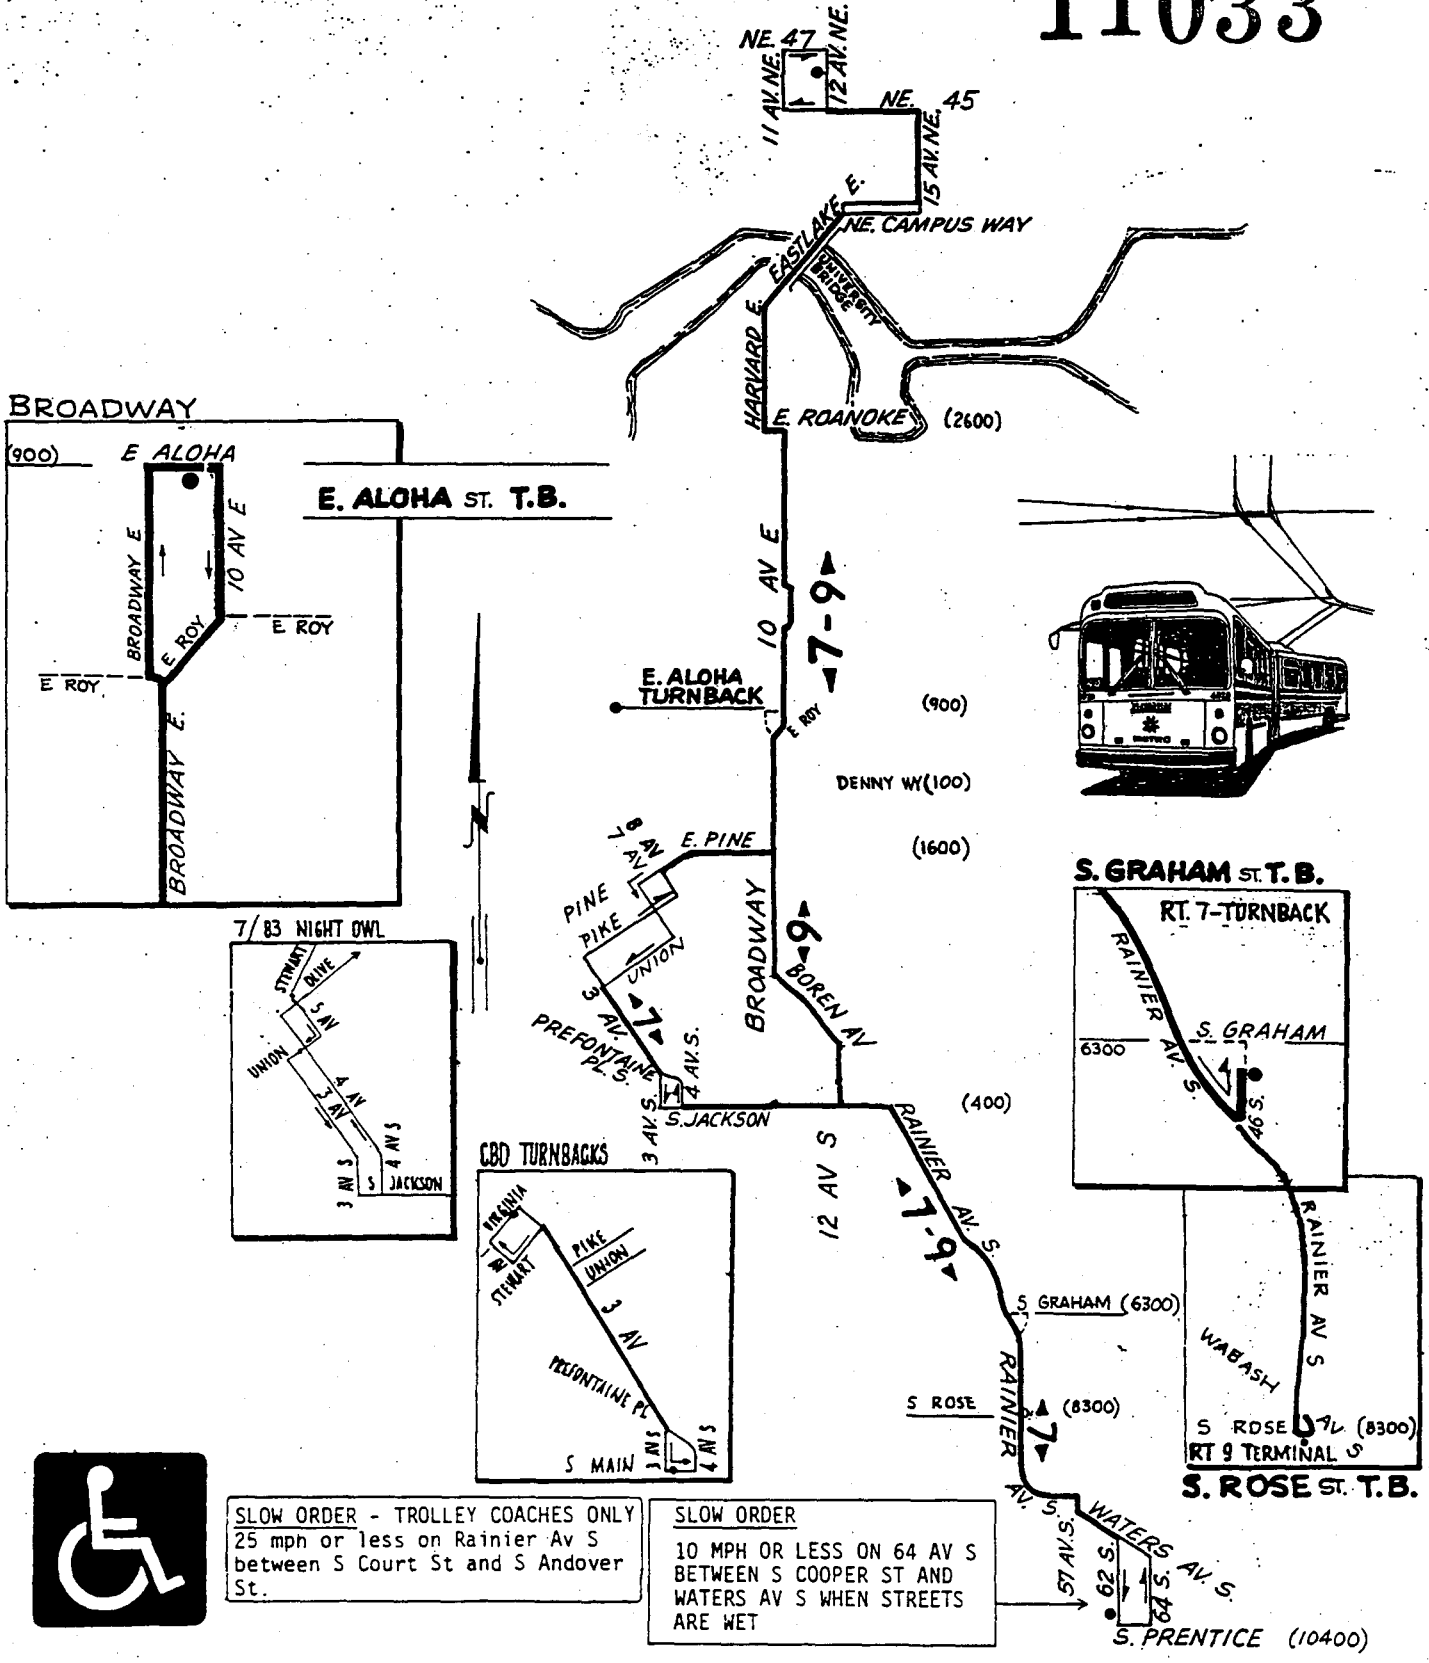 11033
NE. 47
12 AV. NE.
11 AV. NE.
NE. 45
15 AV. NE.
EASTLAKE E.
NE. CAMPUS WAY
UNIVERSITY
BRIDGE
HARVARD E.
E. ROANOKE (2600)
BROADWAY
(900)
E ALOHA
E. ALOHA ST. T.B.
BROADWAY E
10 AV E
E ROY
E ROY
E ROY
BROADWAY E.
10 AV E
7-9
E. ALOHA
TURNBACK
E ROY
(900)
DENNY WY (100)
N
8 AV
7 AV
E. PINE
(1600)
PINE
PIKE
UNION
BROADWAY
9
BOREN AV
3 AV.
7
PREFONTAINE
PL. S.
4 AV. S.
3 AV. S.
S. JACKSON
(400)
12 AV S
RAINIER AV. S.
7-9
7/83 NIGHT OWL
STEWART
OLIVE
5 AV
UNION
4 AV
3 AV
3 AV S
4 AV S
S JACKSON
CBD TURNBACKS
VIRGINIA
STEWART
PIKE
UNION
3 AV
PREFONTAINE PL
3 AV S
4 AV S
S MAIN
S. GRAHAM ST. T.B.
RT. 7-TURNBACK
RAINIER AV. S.
S. GRAHAM
6300
46 S.
S GRAHAM (6300)
RAINIER AV S
WABASH
S ROSE (8300)
RAINIER
7
S ROSE AV (8300)
RT 9 TERMINAL S
S. ROSE ST. T.B.
AV. S.
WATERS AV. S.
57 AV. S.
62 S.
64 S.
S. PRENTICE (10400)
SLOW ORDER - TROLLEY COACHES ONLY
25 mph or less on Rainier Av S
between S Court St and S Andover
St.
SLOW ORDER
10 MPH OR LESS ON 64 AV S
BETWEEN S COOPER ST AND
WATERS AV S WHEN STREETS
ARE WET